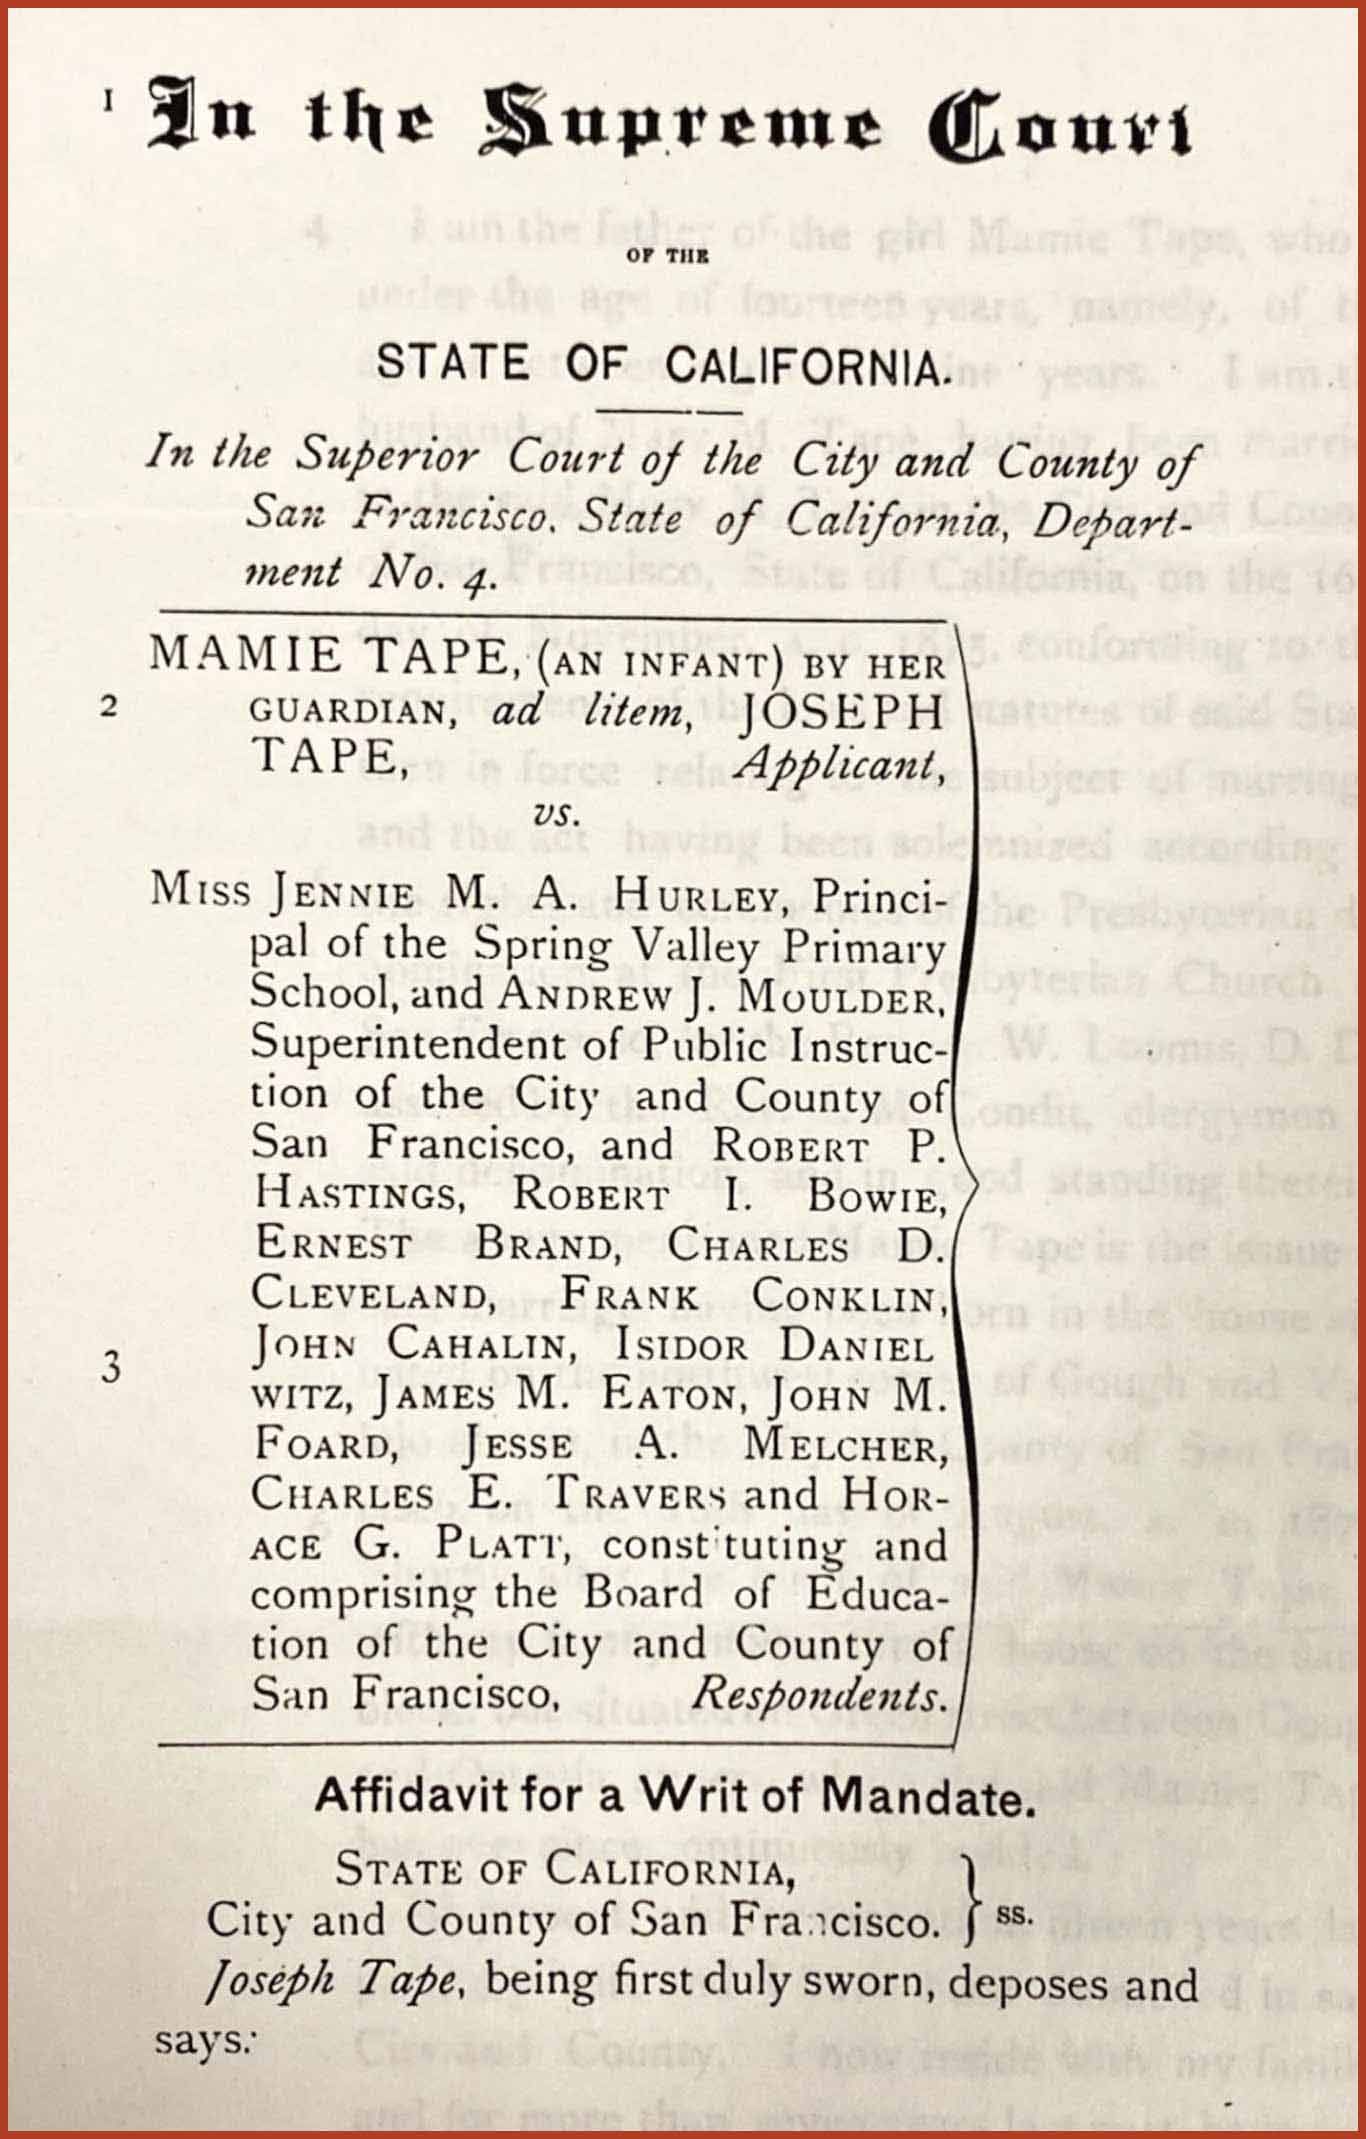 1 In the Supreme Court
OF THE
STATE OF CALIFORNIA.
In the Superior Court of the City and County of
San Francisco. State of California, Depart-
ment No. 4.
MAMIE TAPE, (AN INFANT) BY HER
2 GUARDIAN, ad litem, JOSEPH
TAPE, Applicant,
vs.
MISS JENNIE M. A. HURLEY, Princi-
pal of the Spring Valley Primary
School, and ANDREW J. MOULDER,
Superintendent of Public Instruc-
tion of the City and County of
San Francisco, and ROBERT P.
HASTINGS, ROBERT I. BOWIE,
ERNEST BRAND, CHARLES D.
CLEVELAND, FRANK CONKLIN,
3 JOHN CAHALIN, ISIDOR DANIEL
WITZ, JAMES M. EATON, JOHN M.
FOARD, JESSE A. MELCHER,
CHARLES E. TRAVERS and HOR-
ACE G. PLATT, constituting and
comprising the Board of Educa-
tion of the City and County of
San Francisco, Respondents.
Affidavit for a Writ of Mandate.
STATE OF CALIFORNIA,
City and County of San Francisco. } ss.
Joseph Tape, being first duly sworn, deposes and
says: